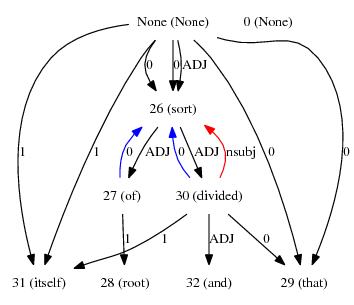 None (None) 0 (None)
0 0 ADJ
26 (sort)
1 1 0 ADJ 0 ADJ nsubj 0 0
27 (of) 30 (divided)
1 1 ADJ 0
31 (itself) 28 (root) 32 (and) 29 (that)